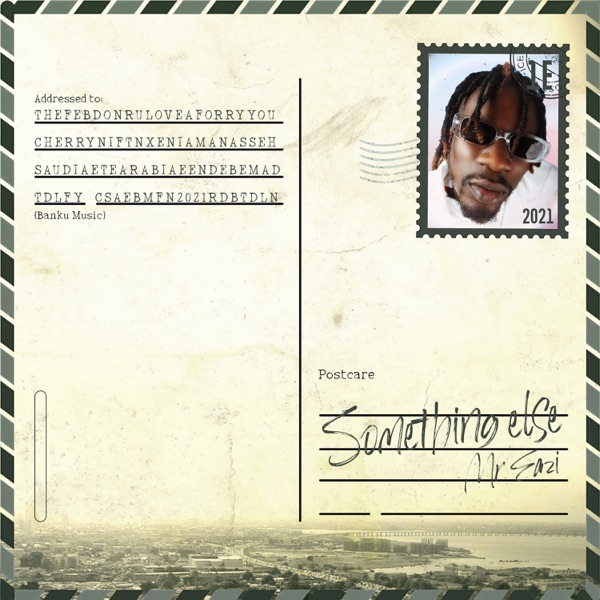 Addressed to:
THEFEBDONRULOVEAFORRYYOU
CHERRYNIFTNXENIAMANASSEH
SAUDIAETEARABIAEENDEBEMAD
TDLFY CSAEBMFN2021RDBTDLN
(Banku Music)
2021
Postcare
Something else
Mr Eazi